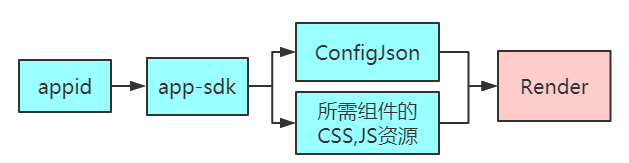 appid
app-sdk
ConfigJson
所需组件的
CSS,JS资源
Render